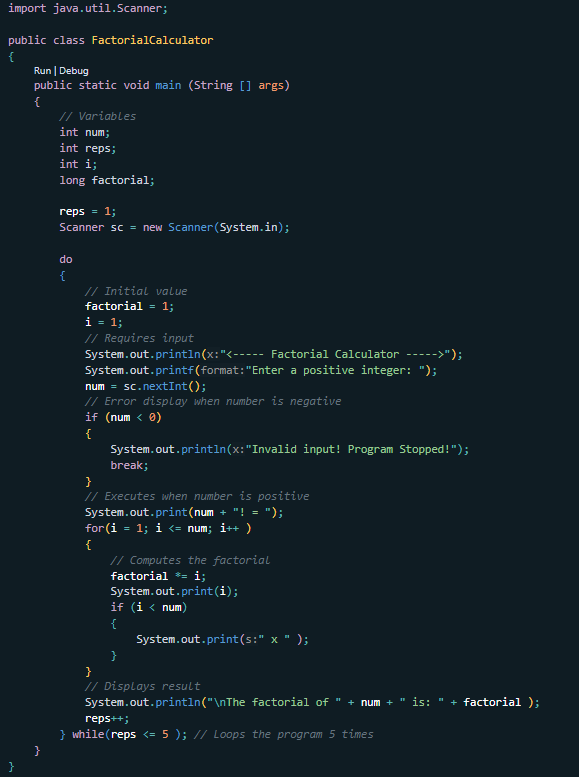 import java.util.Scanner;
public class FactorialCalculator
{
Run | Debug
public static void main (String [] args)
{
// Variables
int num;
int reps;
int i;
long factorial;
reps = 1;
Scanner sc = new Scanner(System.in);
do
{
// Initial value
factorial = 1;
i = 1;
// Requires input
System.out.println(x:"<----- Factorial Calculator ----->");
System.out.printf(format:"Enter a positive integer: ");
num = sc.nextInt();
// Error display when number is negative
if (num < 0)
{
System.out.println(x:"Invalid input! Program Stopped!");
break;
}
// Executes when number is positive
System.out.print(num + "! = ");
for(i = 1; i <= num; i++ )
{
// Computes the factorial
factorial *= i;
System.out.print(i);
if (i < num)
{
System.out.print(s:" x " );
}
}
// Displays result
System.out.println("\nThe factorial of " + num + " is: " + factorial );
reps++;
} while(reps <= 5 ); // Loops the program 5 times
}
}